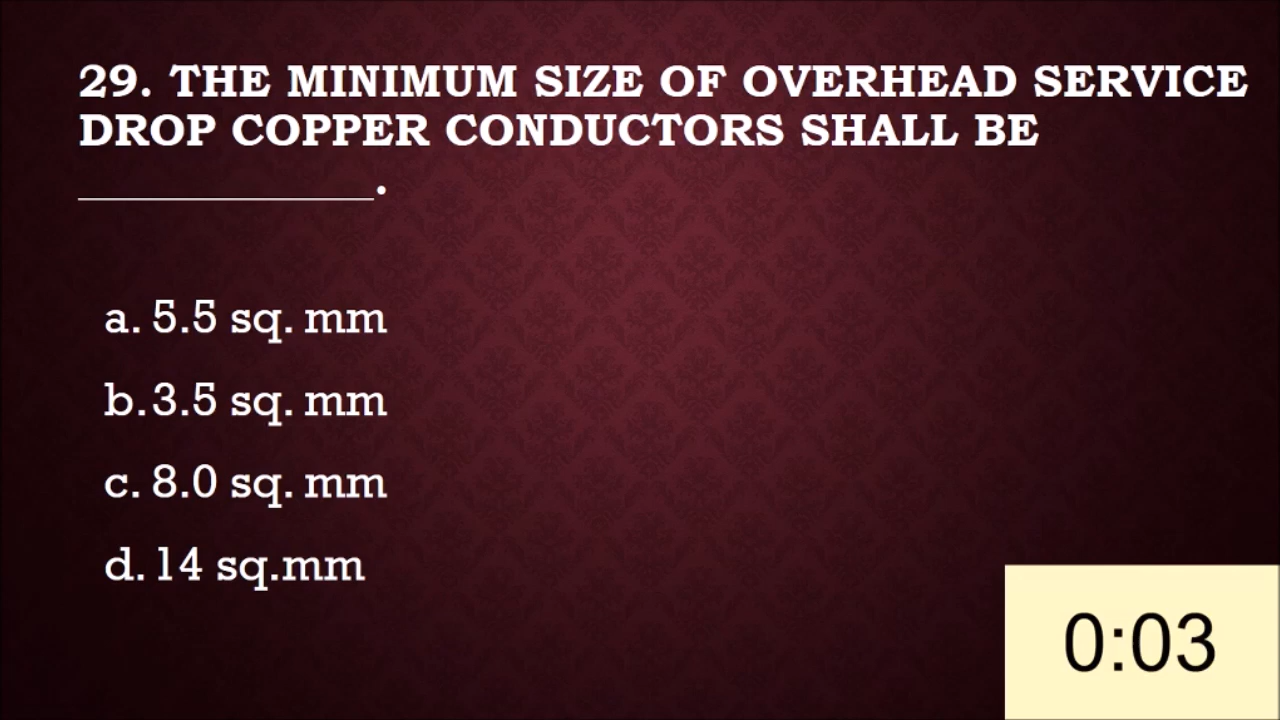 29. THE MINIMUM SIZE OF OVERHEAD SERVICE
DROP COPPER CONDUCTORS SHALL BE
______________.
a. 5.5 sq. mm
b. 3.5 sq. mm
c. 8.0 sq. mm
d. 14 sq.mm
0:03